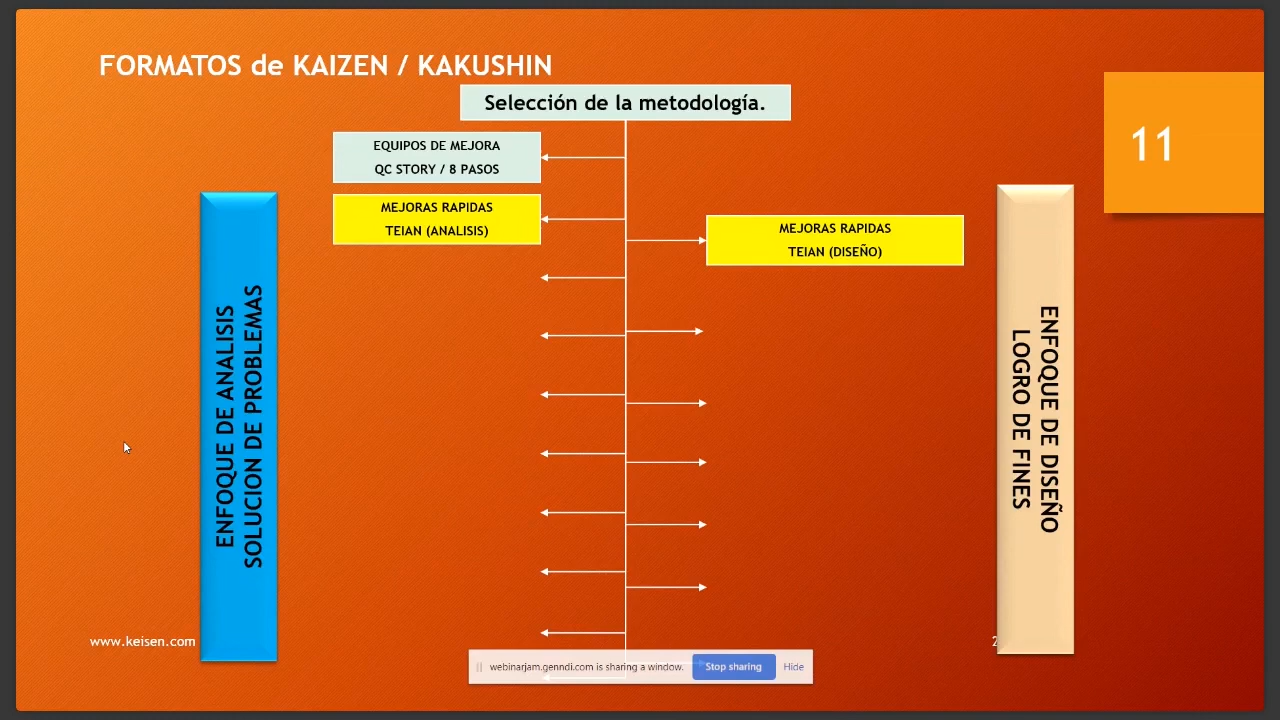 FORMATOS de KAIZEN / KAKUSHIN
Selección de la metodología.
11
EQUIPOS DE MEJORA
QC STORY / 8 PASOS
MEJORAS RAPIDAS
TEIAN (ANALISIS)
MEJORAS RAPIDAS
TEIAN (DISEÑO)
ENFOQUE DE ANALISIS
SOLUCION DE PROBLEMAS
ENFOQUE DE DISEÑO
LOGRO DE FINES
www.keisen.com
2
webinarjam.genndi.com is sharing a window.
Stop sharing
Hide